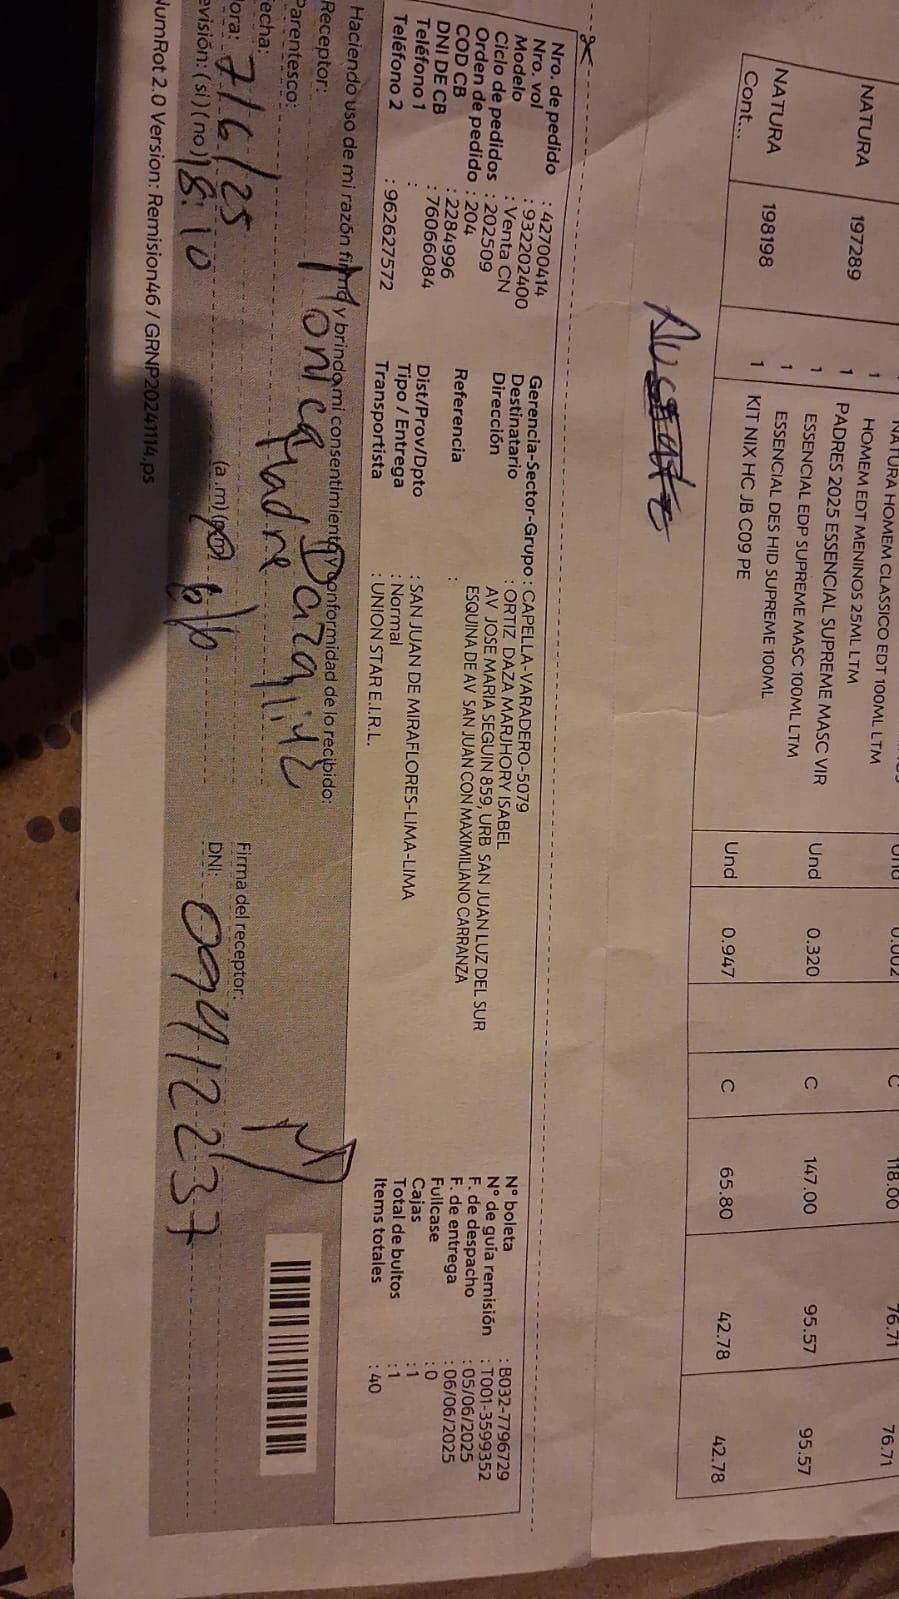 NATURA HOMEM CLASSICO EDT 100ML LTM 118.00 76.71 76.71
1 HOMEM EDT MENINOS 25ML LTM
NATURA 197289 1 PADRES 2025 ESSENCIAL SUPREME MASC VIR Und 0.320 C 147.00 95.57 95.57
1 ESSENCIAL EDP SUPREME MASC 100ML LTM
1 ESSENCIAL DES HID SUPREME 100ML
NATURA 198198 1 KIT NIX HC JB C09 PE Und 0.947 C 65.80 42.78 42.78
Cont...
Nro. de pedido : 42700414
Nro. vol : 932202400
Modelo : Venta CN
Ciclo de pedidos : 202509
Orden de pedido : 204
COD CB : 2284996
DNI DE CB : 76066084
Teléfono 1 :
Teléfono 2 : 962627572
Gerencia-Sector-Grupo : CAPELLA-VARADERO-5079
Destinatario : ORTIZ DAZA MARJHORY ISABEL
Dirección AV JOSE MARIA SEGUIN 859, URB SAN JUAN LUZ DEL SUR
ESQUINA DE AV SAN JUAN CON MAXIMILIANO CARRANZA
Referencia :
Dist/Prov/Dpto : SAN JUAN DE MIRAFLORES-LIMA-LIMA
Tipo / Entrega : Normal
Transportista : UNION STAR E.I.R.L.
N° boleta : B032-7796729
N° de guía remisión : T001-3599352
F. de despacho : 05/06/2025
F. de entrega : 06/06/2025
Fullcase : 0
Cajas : 1
Total de bultos : 1
Items totales : 40
Haciendo uso de mi razón firmo y brindo mi consentimiento y conformidad de lo recibido:
Receptor: Monica Daza
Parentesco: Madre
echa: 7/6/25
ora: 18:10 (a.m)
Firma del receptor:
DNI: 09412237
evisión: (si) (no)
NumRot 2.0 Version: Remision46 / GRNP20241114.ps